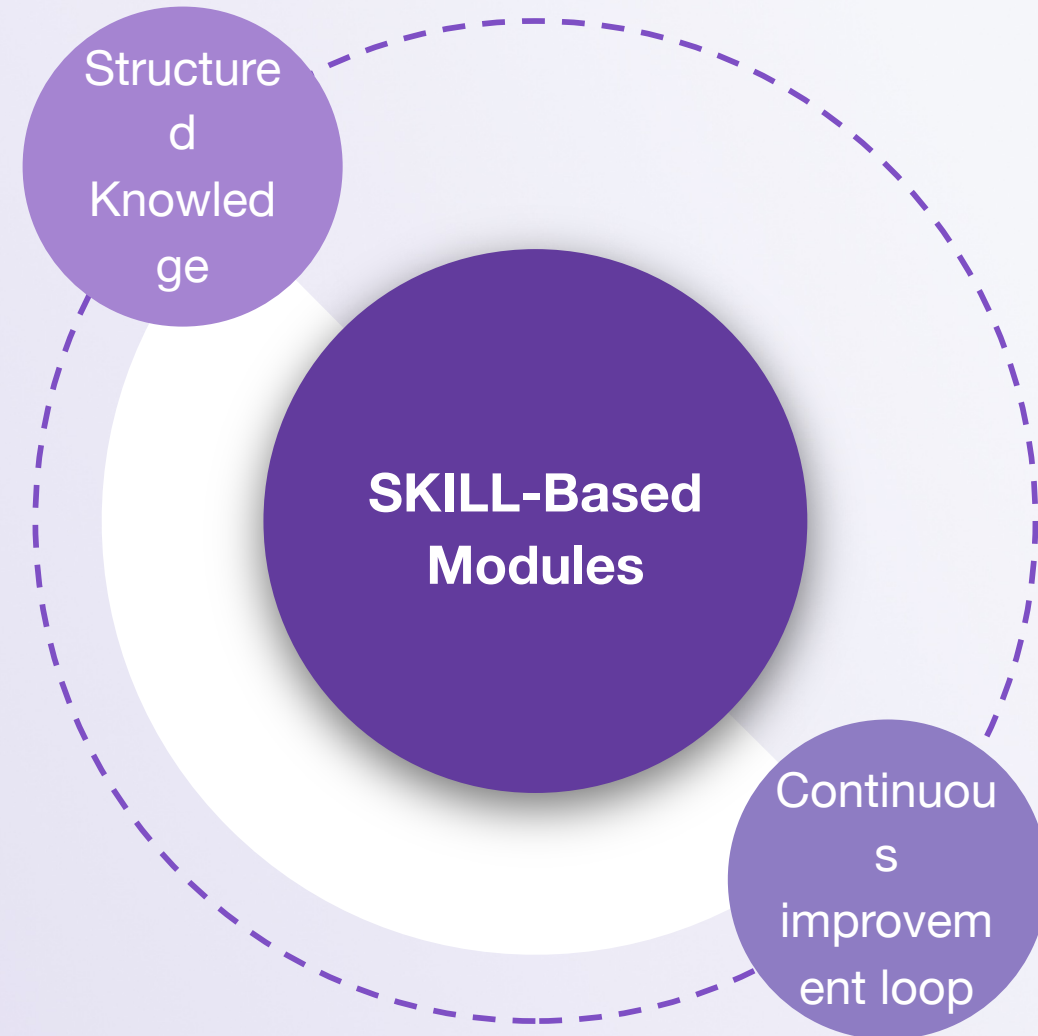 Structure
d
Knowled
ge
SKILL-Based
Modules
Continuou
s
improvem
ent loop